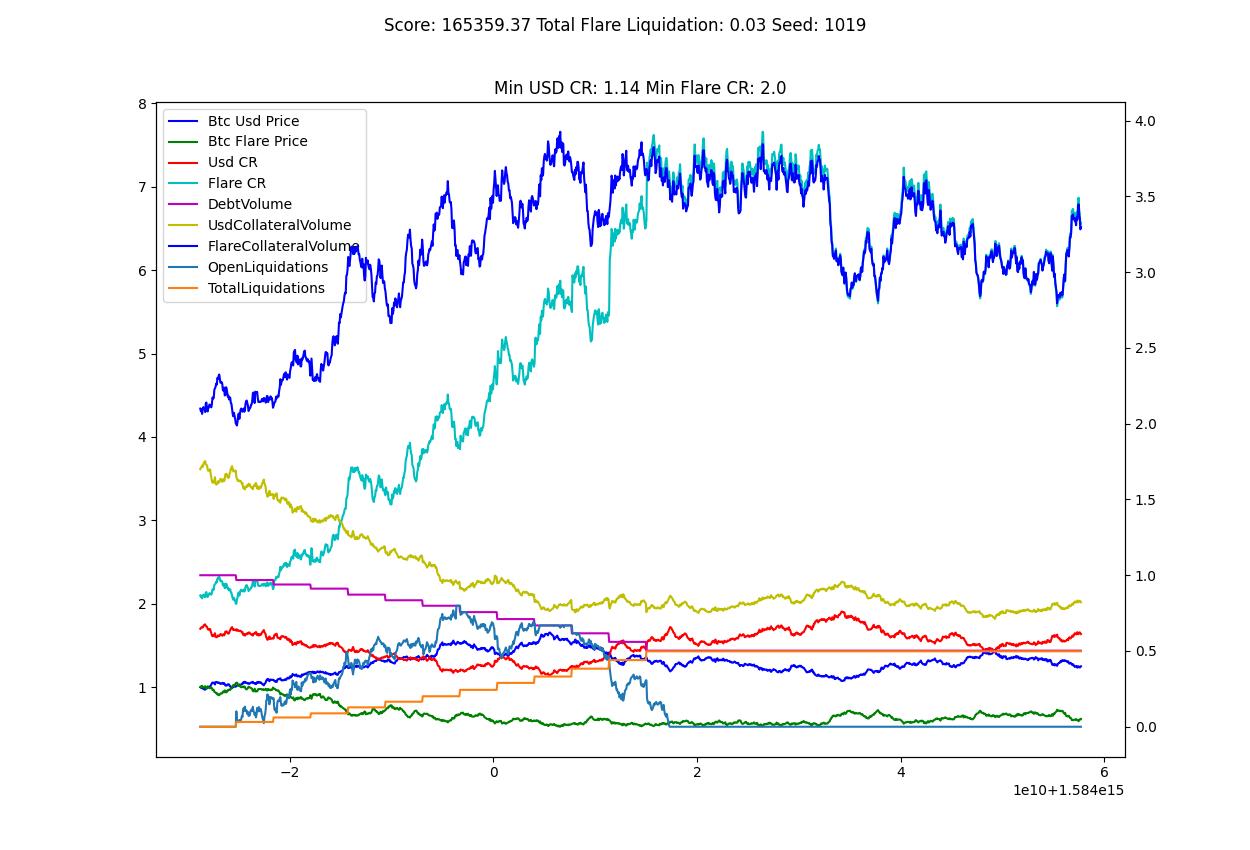 Score: 165359.37 Total Flare Liquidation: 0.03 Seed: 1019
Min USD CR: 1.14 Min Flare CR: 2.0
Btc Usd Price
Btc Flare Price
Usd CR
Flare CR
DebtVolume
UsdCollateralVolume
FlareCollateralVolume
OpenLiquidations
TotalLiquidations
8
7
6
5
4
3
2
1
4.0
3.5
3.0
2.5
2.0
1.5
1.0
0.5
0.0
−2 0 2 4 6
1e10+1.584e15